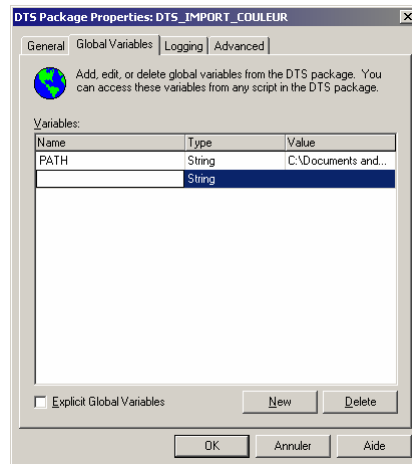 DTS Package Properties: DTS_IMPORT_COULEUR
General Global Variables Logging Advanced
Add, edit, or delete global variables from the DTS package. You
can access these variables from any script in the DTS package.
Variables:
Name Type Value
PATH String C:\Documents and...
String
Explicit Global Variables New Delete
OK Annuler Aide